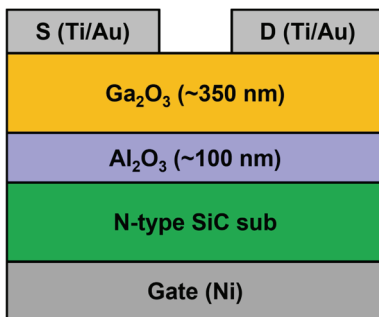 S (Ti/Au) D (Ti/Au)
Ga₂O₃ (~350 nm)
Al₂O₃ (~100 nm)
N-type SiC sub
Gate (Ni)